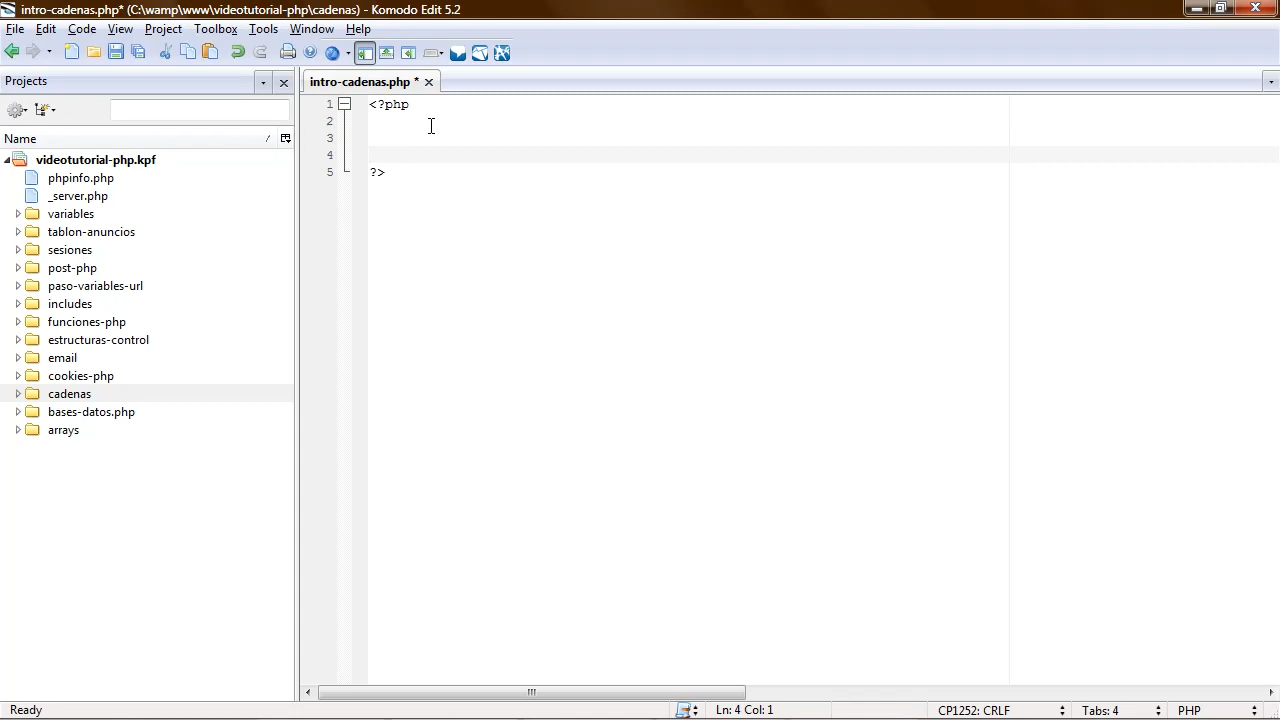 intro-cadenas.php* (C:\wamp\www\videotutorial-php\cadenas) - Komodo Edit 5.2
File Edit Code View Project Toolbox Tools Window Help
Projects
intro-cadenas.php *
Name
videotutorial-php.kpf
phpinfo.php
_server.php
variables
tablon-anuncios
sesiones
post-php
paso-variables-url
includes
funciones-php
estructuras-control
email
cookies-php
cadenas
bases-datos.php
arrays
1 <?php
2
3
4
5 ?>
Ready Ln: 4 Col: 1 CP1252: CRLF Tabs: 4 PHP